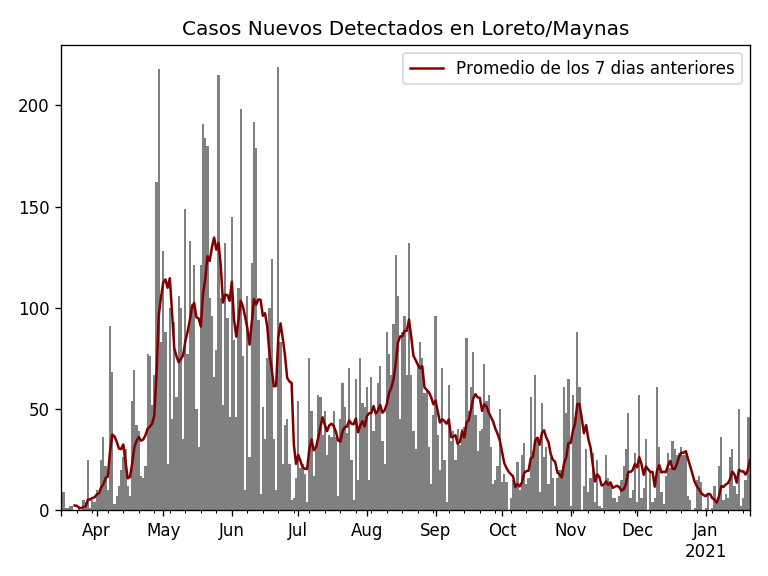 Casos Nuevos Detectados en Loreto/Maynas
Promedio de los 7 dias anteriores
200
150
100
50
0
Apr May Jun Jul Aug Sep Oct Nov Dec Jan
2021